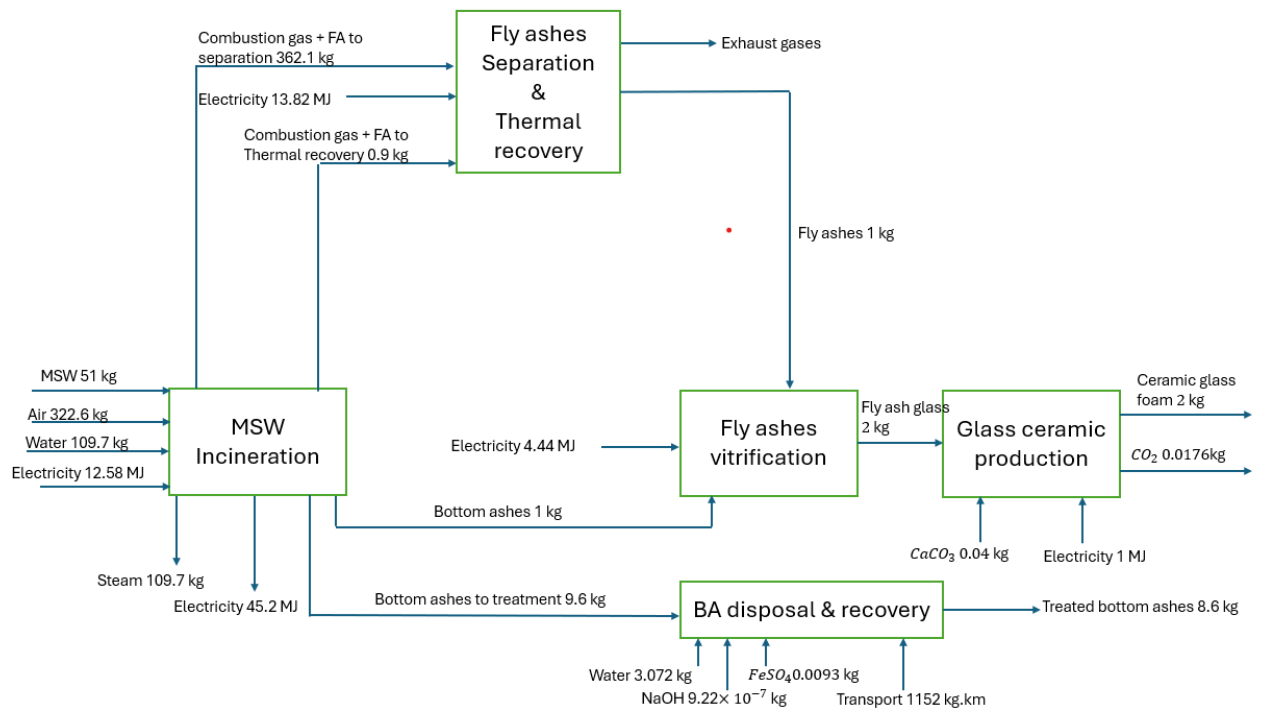 Combustion gas + FA to
separation 362.1 kg
Electricity 13.82 MJ
Combustion gas + FA to
Thermal recovery 0.9 kg
Fly ashes
Separation
&
Thermal
recovery
Exhaust gases
Fly ashes 1 kg
MSW 51 kg
Air 322.6 kg
Water 109.7 kg
Electricity 12.58 MJ
MSW
Incineration
Steam 109.7 kg
Electricity 45.2 MJ
Bottom ashes 1 kg
Bottom ashes to treatment 9.6 kg
Electricity 4.44 MJ
Fly ashes
vitrification
Fly ash glass
2 kg
Glass ceramic
production
Ceramic glass
foam 2 kg
CO₂ 0.0176kg
CaCO₃ 0.04 kg
Electricity 1 MJ
BA disposal & recovery
Treated bottom ashes 8.6 kg
Water 3.072 kg
NaOH 9.22× 10⁻⁷ kg
FeSO₄0.0093 kg
Transport 1152 kg.km